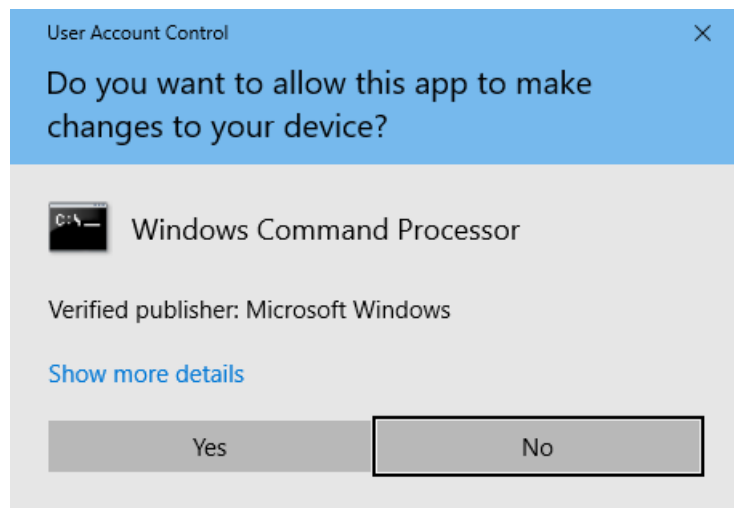 User Account Control
Do you want to allow this app to make
changes to your device?
C:\_
Windows Command Processor
Verified publisher: Microsoft Windows
Show more details
Yes
No